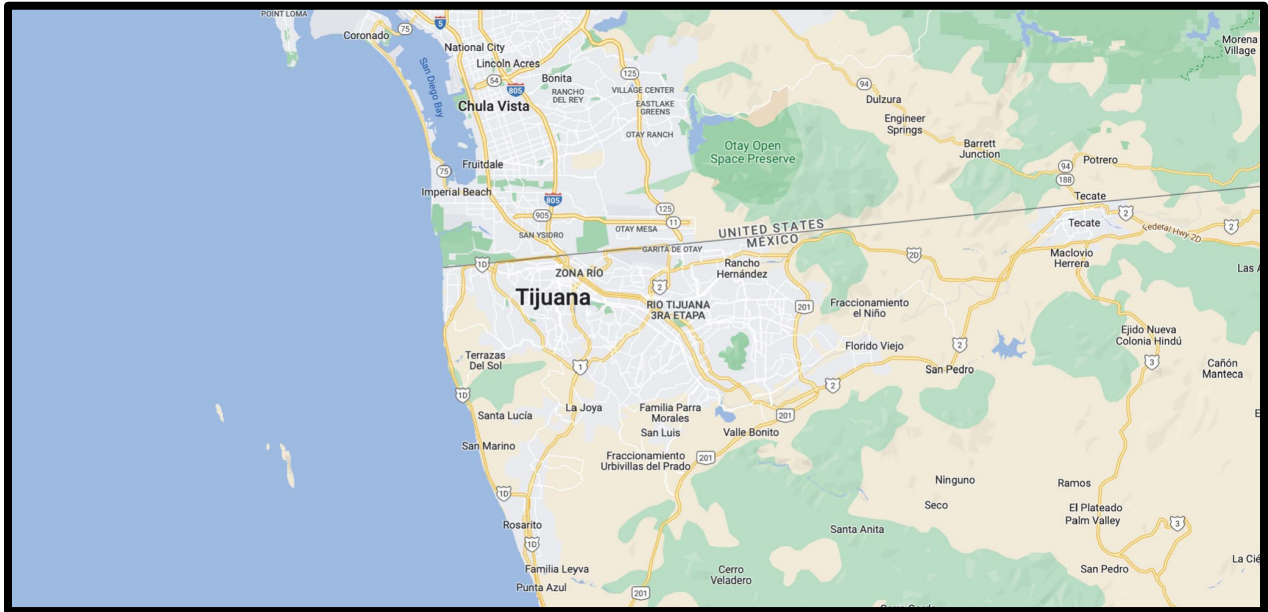 POINT LOMA
Coronado
75
5
National City
Lincoln Acres
Morena
Village
San Diego Bay
54
805
Bonita
125
RANCHO
DEL REY
VILLAGE CENTER
94
Chula Vista
EASTLAKE
GREENS
Dulzura
Engineer
Springs
OTAY RANCH
Otay Open
Space Preserve
Barrett
Junction
Fruitdale
75
94
Potrero
188
Imperial Beach
805
Tecate
905
125
11
2
SAN YSIDRO
OTAY MESA
UNITED STATES
MÉXICO
Tecate
Federal Hwy 2D
2
GARITA DE OTAY
1D
ZONA RÍO
Rancho
Hernández
2D
Maclovio
Herrera
Las A
2
Tijuana
RIO TIJUANA
3RA ETAPA
201
Fraccionamiento
el Niño
Ejido Nueva
Colonia Hindú
Florido Viejo
2
Terrazas
Del Sol
1
San Pedro
3
Cañón
Manteca
1D
2
Santa Lucía
La Joya
Familia Parra
Morales
201
E
San Luis
Valle Bonito
San Marino
Fraccionamiento
Urbivillas del Prado
201
Ninguno
Ramos
1D
Seco
El Plateado
Palm Valley
Rosarito
Santa Anita
3
1D
Familia Leyva
Cerro
Veladero
San Pedro
La Cié
Punta Azul
201